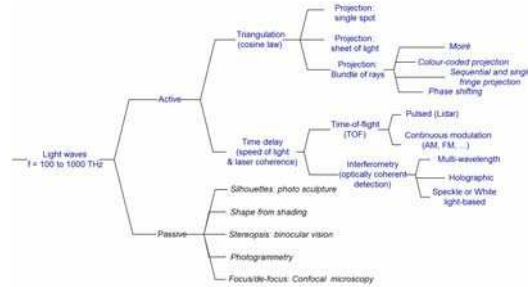 Light waves
f = 100 to 1000 THz
Active
Triangulation
(cosine law)
Projection:
single spot
Projection:
sheet of light
Projection:
Bundle of rays
Moiré
Colour-coded projection
Sequential and single
fringe projection
Phase shifting
Time delay
(speed of light
& laser coherence)
Time-of-flight
(TOF)
Pulsed (Lidar)
Continuous modulation
(AM, FM, ...)
Interferometry
(optically coherent
detection)
Multi-wavelength
Holographic
Speckle or White
light-based
Passive
Silhouettes: photo sculpture
Shape from shading
Stereopsis: binocular vision
Photogrammetry
Focus/de-focus: Confocal microscopy